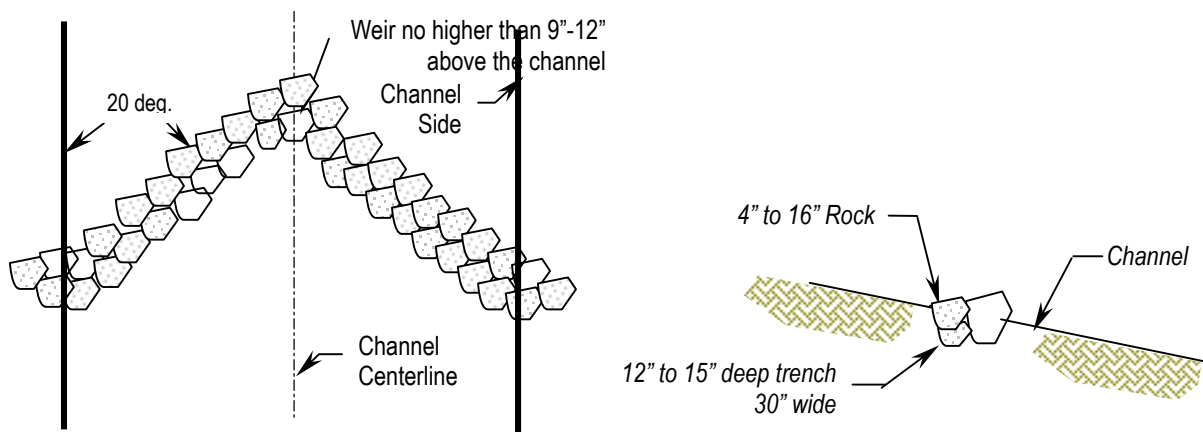 Weir no higher than 9”-12”
above the channel
20 deg.
Channel
Side
Channel
Centerline
4” to 16” Rock
Channel
12” to 15” deep trench
30” wide